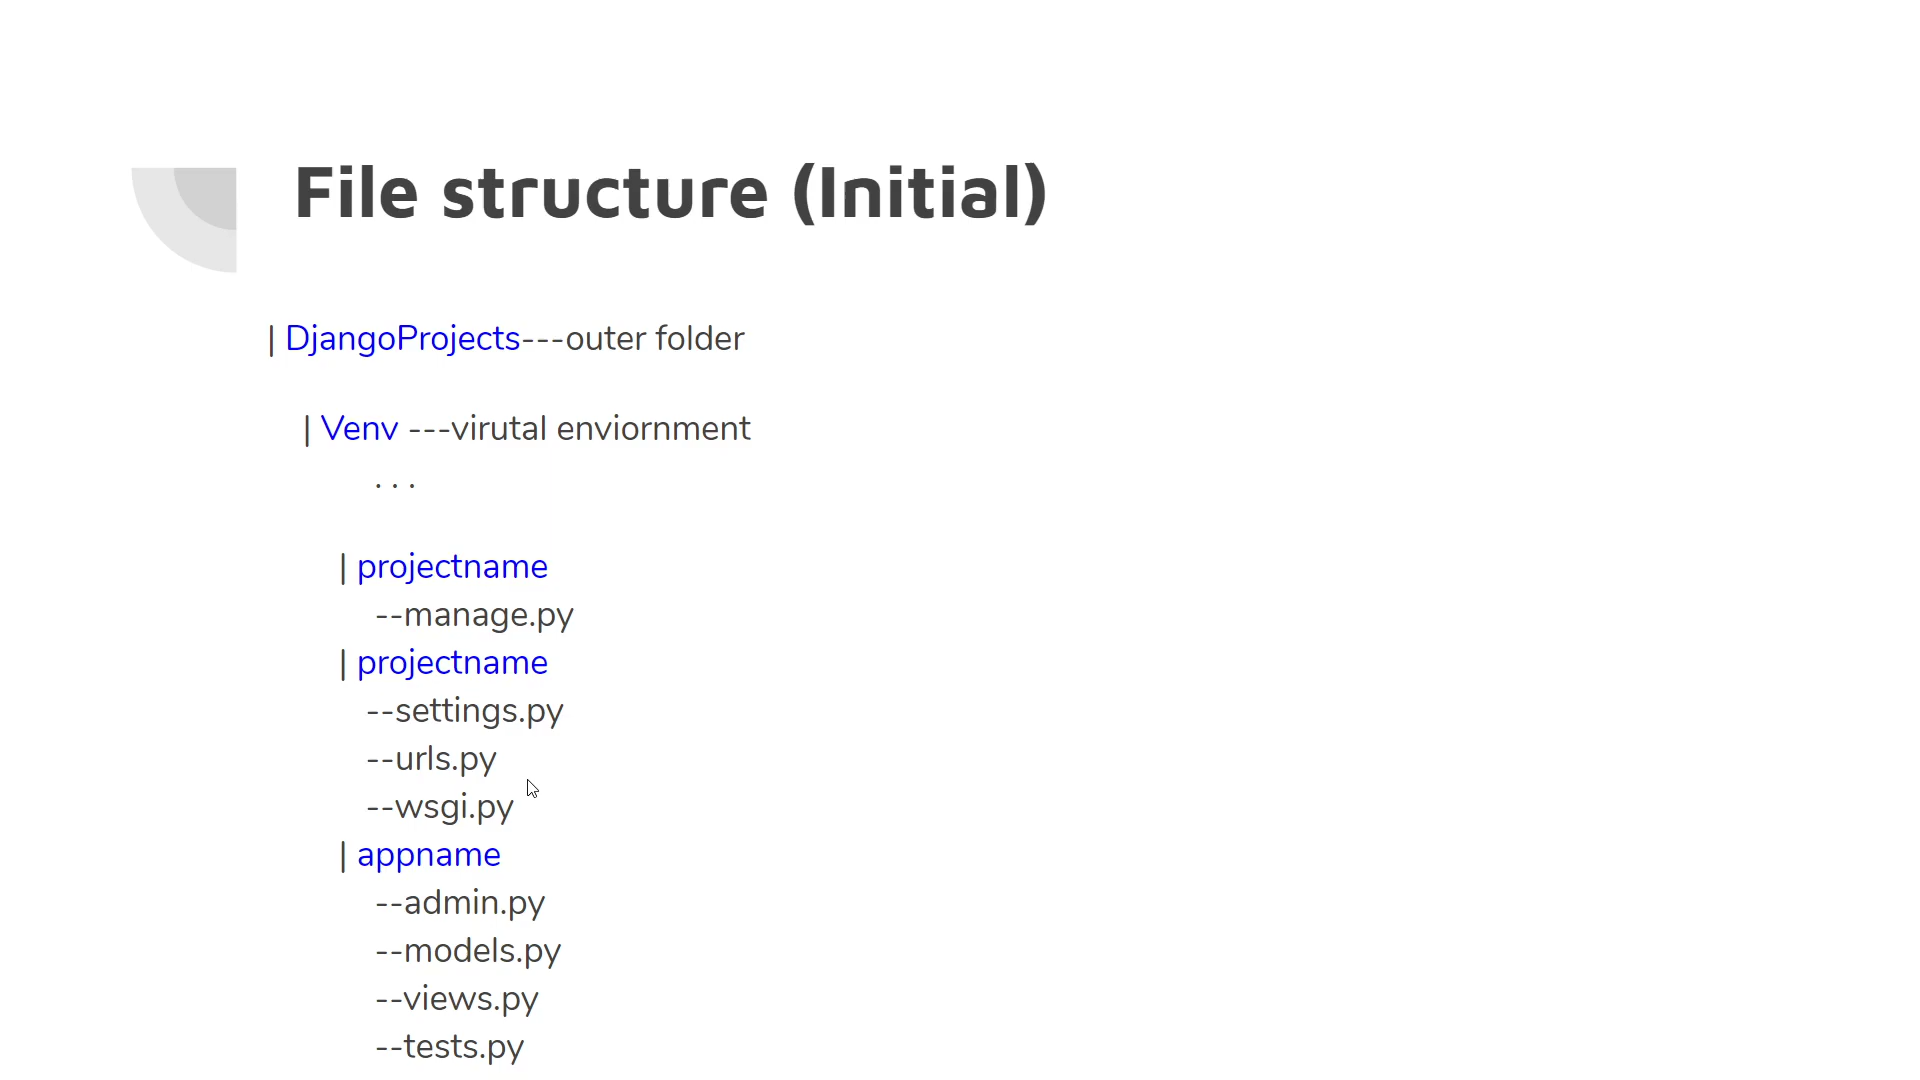 File structure (Initial)
| DjangoProjects---outer folder
| Venv ---virutal enviornment
. . .
| projectname
--manage.py
| projectname
--settings.py
--urls.py
--wsgi.py
| appname
--admin.py
--models.py
--views.py
--tests.py